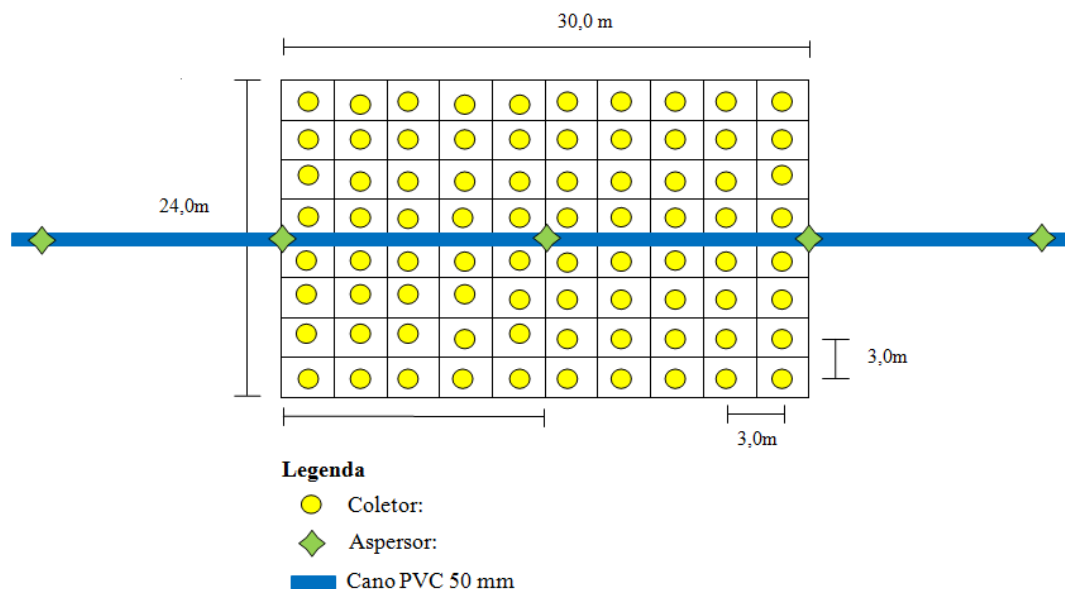 30,0 m
24,0m
3,0m
3,0m
Legenda
Coletor:
Aspersor:
Cano PVC 50 mm